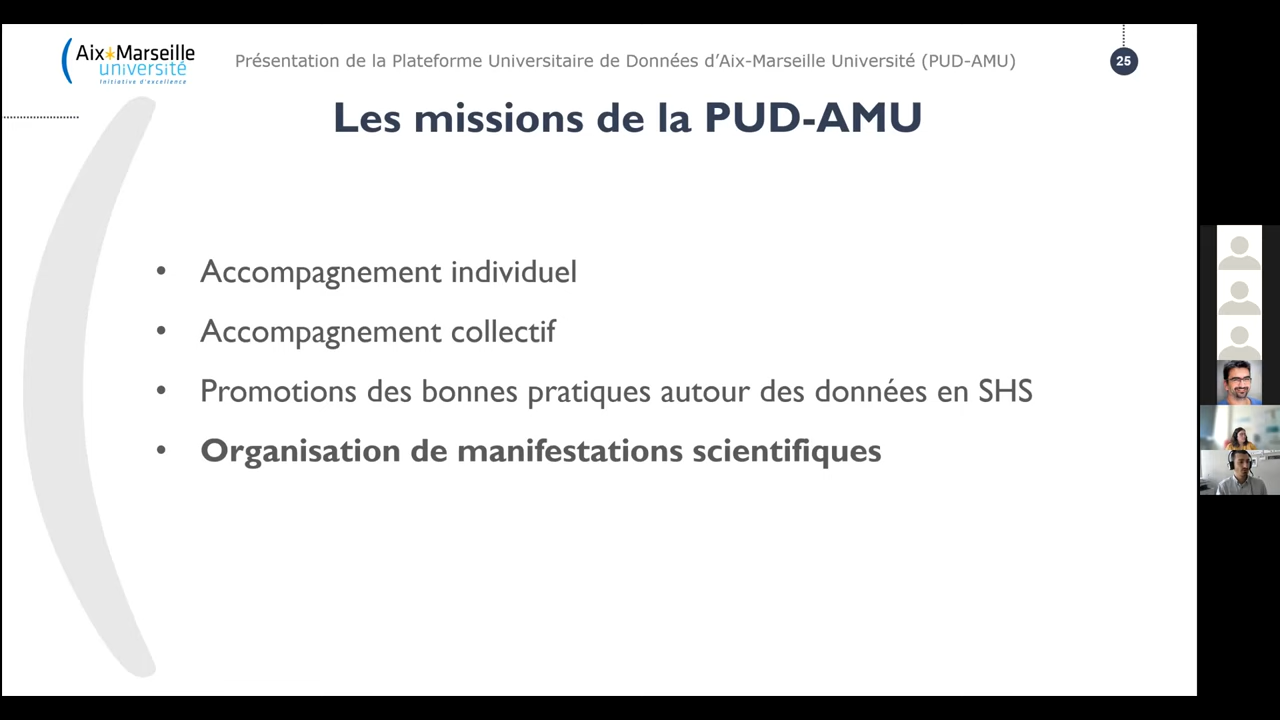 Aix✶Marseille
université
Initiative d'excellence
Présentation de la Plateforme Universitaire de Données d'Aix-Marseille Université (PUD-AMU)
25
Les missions de la PUD-AMU
• Accompagnement individuel
• Accompagnement collectif
• Promotions des bonnes pratiques autour des données en SHS
• Organisation de manifestations scientifiques